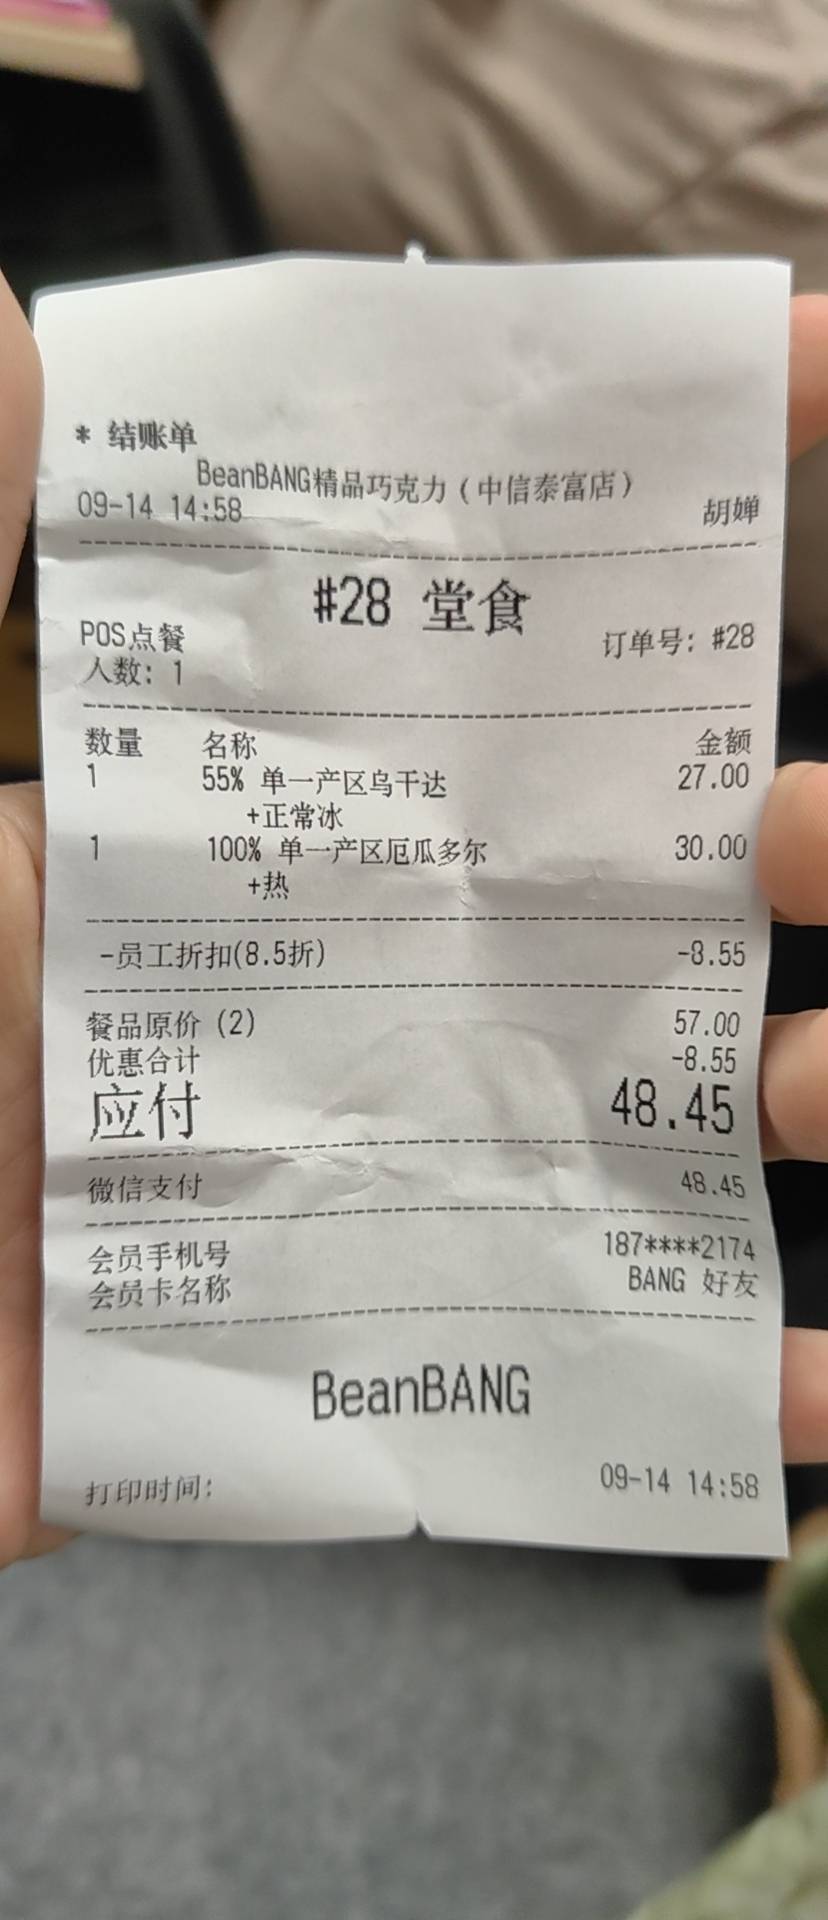 * 结账单
BeanBANG精品巧克力(中信泰富店)
09-14 14:58 胡婵
#28 堂食
POS点餐 订单号: #28
人数: 1
数量 名称 金额
1 55% 单一产区乌干达 27.00
+正常冰
1 100% 单一产区厄瓜多尔 30.00
+热
-员工折扣(8.5折) -8.55
餐品原价 (2) 57.00
优惠合计 -8.55
应付 48.45
微信支付 48.45
会员手机号 187****2174
会员卡名称 BANG 好友
BeanBANG
打印时间: 09-14 14:58